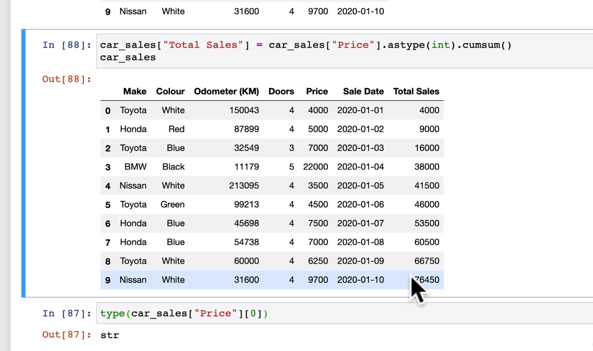 9 Nissan White 31600 4 9700 2020-01-10
In [88]: car_sales["Total Sales"] = car_sales["Price"].astype(int).cumsum()
car_sales
Out[88]:
Make Colour Odometer (KM) Doors Price Sale Date Total Sales
0 Toyota White 150043 4 4000 2020-01-01 4000
1 Honda Red 87899 4 5000 2020-01-02 9000
2 Toyota Blue 32549 3 7000 2020-01-03 16000
3 BMW Black 11179 5 22000 2020-01-04 38000
4 Nissan White 213095 4 3500 2020-01-05 41500
5 Toyota Green 99213 4 4500 2020-01-06 46000
6 Honda Blue 45698 4 7500 2020-01-07 53500
7 Honda Blue 54738 4 7000 2020-01-08 60500
8 Toyota White 60000 4 6250 2020-01-09 66750
9 Nissan White 31600 4 9700 2020-01-10 76450
In [87]: type(car_sales["Price"][0])
Out[87]: str